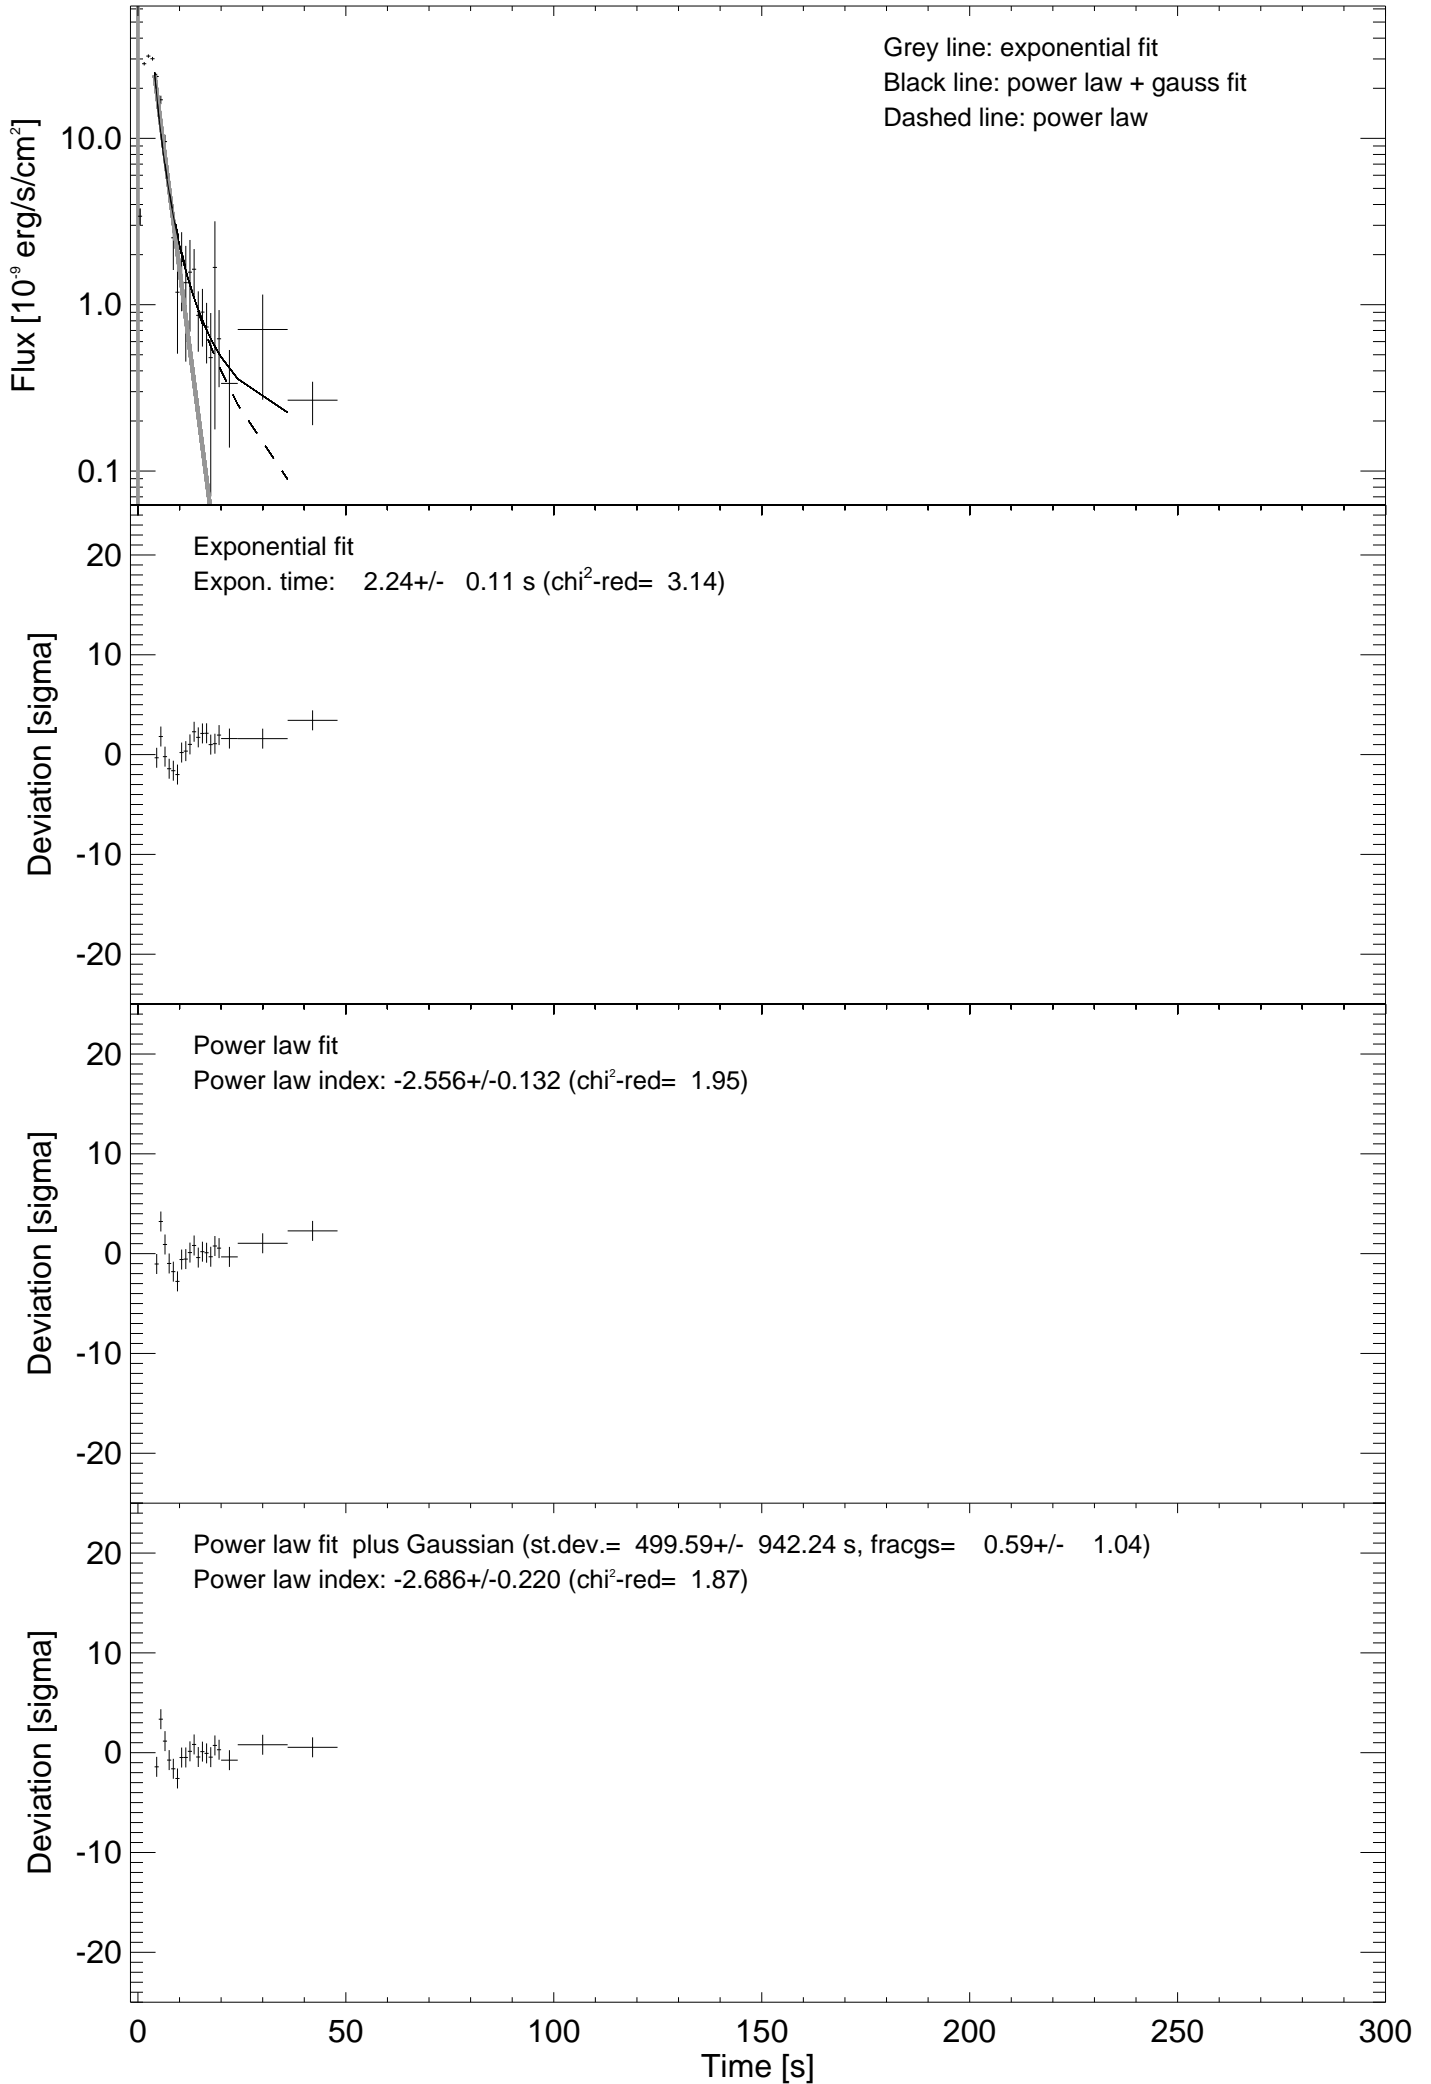 Grey line: exponential fit
Black line: power law + gauss fit
Dashed line: power law
Flux [10⁻⁹ erg/s/cm²]
10.0
1.0
0.1
Exponential fit
Expon. time: 2.24+/- 0.11 s (chi²-red= 3.14)
Deviation [sigma]
20
10
0
-10
-20
Power law fit
Power law index: -2.556+/-0.132 (chi²-red= 1.95)
Deviation [sigma]
20
10
0
-10
-20
Power law fit plus Gaussian (st.dev.= 499.59+/- 942.24 s, fracgs= 0.59+/- 1.04)
Power law index: -2.686+/-0.220 (chi²-red= 1.87)
Deviation [sigma]
20
10
0
-10
-20
0 50 100 150 200 250 300
Time [s]